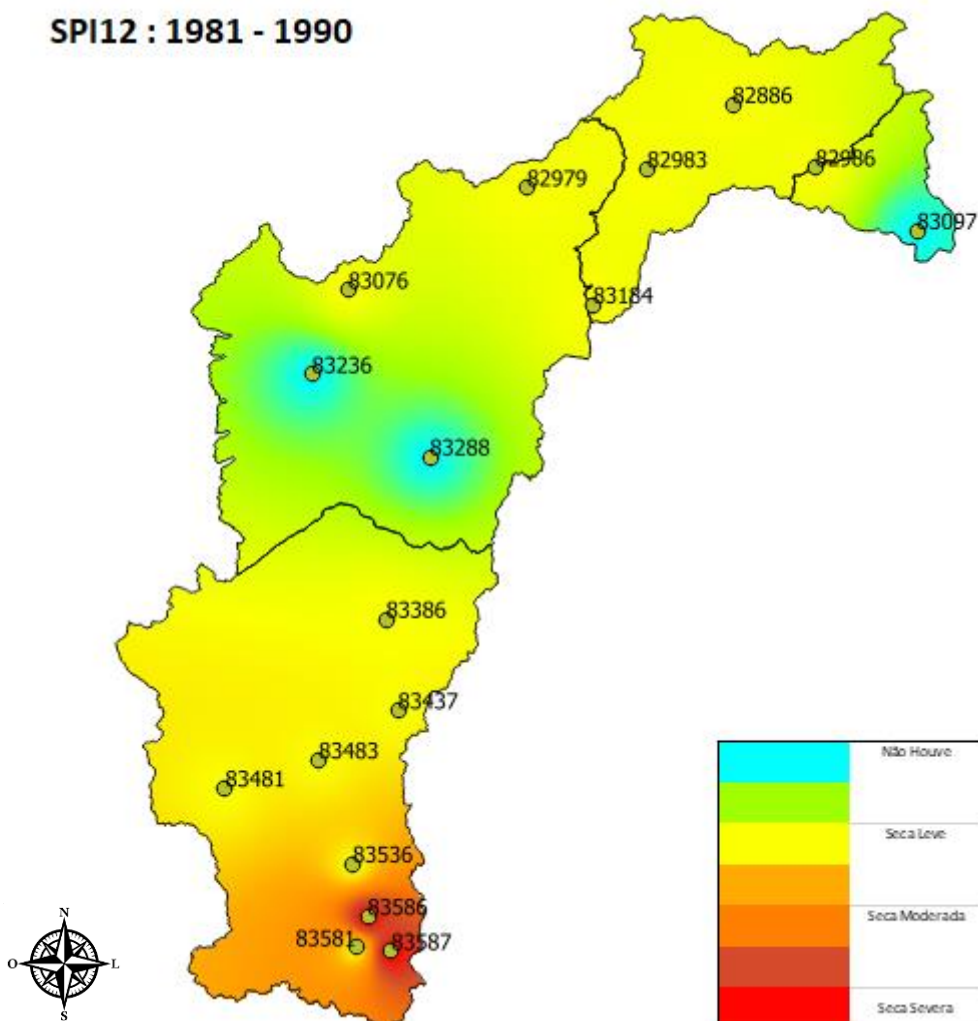 SPI12 : 1981 - 1990
82886
82983
82986
82979
83097
83076
83184
83236
83288
83386
83437
83483
83481
83536
83586
83581
83587
Não Houve
Seca Leve
Seca Moderada
Seca Severa
N
O
L
S